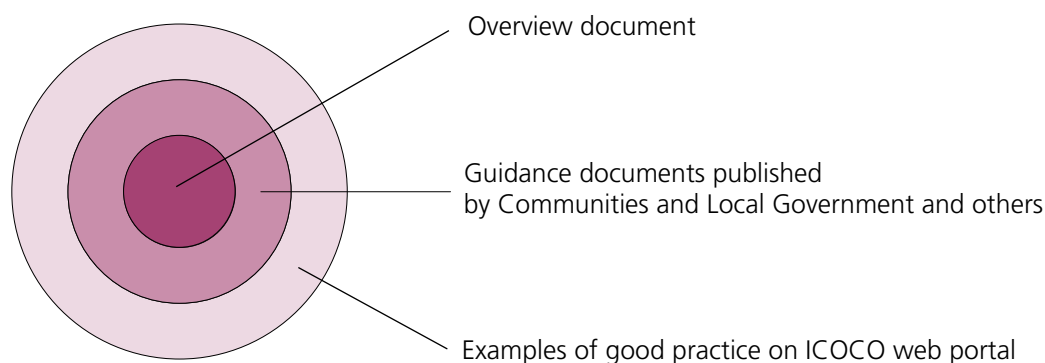 Overview document
Guidance documents published
by Communities and Local Government and others
Examples of good practice on ICOCO web portal